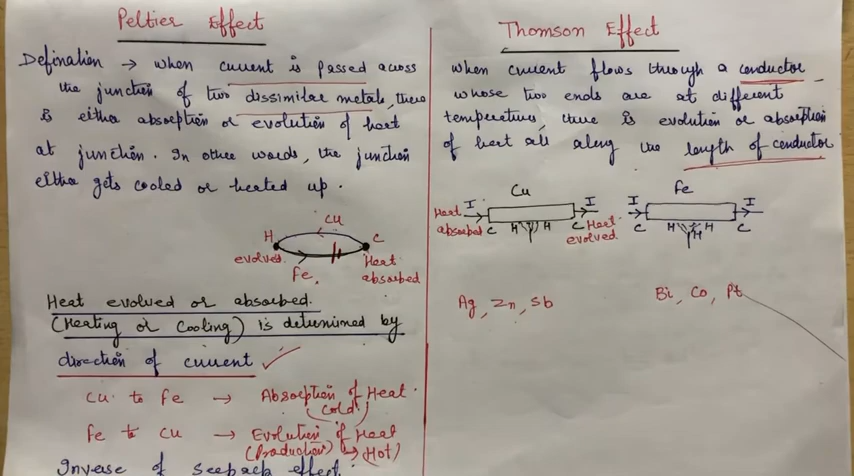 Peltier Effect
Defination → When current is passed across
the junction of two dissimilar metals, there
is either absorption or evolution of heat
at junction. In other words, the junction
either gets cooled or heated up.
Cu
H
C
evolved.
Heat
absorbed
Fe
Heat evolved or absorbed.
(Heating or Cooling) is determined by
direction of current
Cu to Fe → Absorption of Heat.
(Cold)
Fe to Cu → Evolution of Heat
(Production) ↳ Hot)
Inverse of seeback effect.
Thomson Effect
When current flows through a conductor
whose two ends are at different
temperatures, there is evolution or absorption
of heat all along the length of conductor
Cu
I
I
Heat
absorbed
C
H
H
C
Heat
evolved.
Fe
I
I
C
H
H
H
C
Ag, Zn, Sb
Bi, Co, Pt